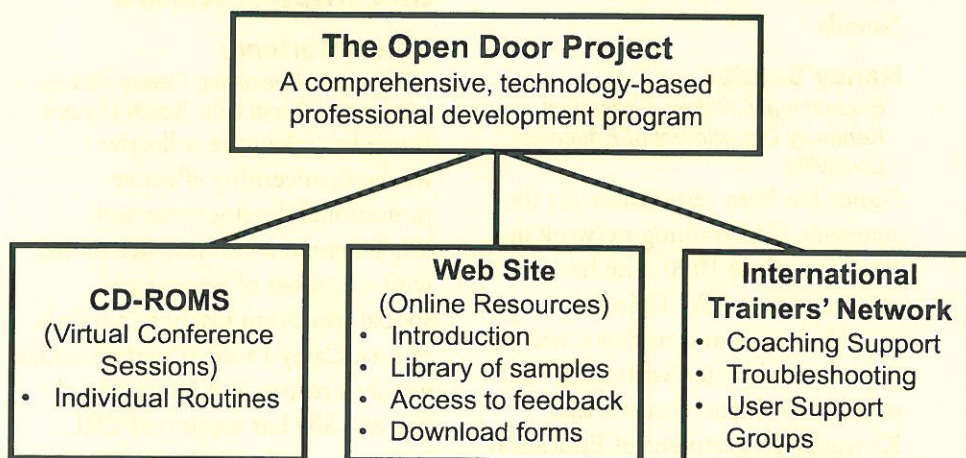 The Open Door Project
A comprehensive, technology-based
professional development program
CD-ROMS
(Virtual Conference
Sessions)
• Individual Routines
Web Site
(Online Resources)
• Introduction
• Library of samples
• Access to feedback
• Download forms
International
Trainers' Network
• Coaching Support
• Troubleshooting
• User Support
Groups